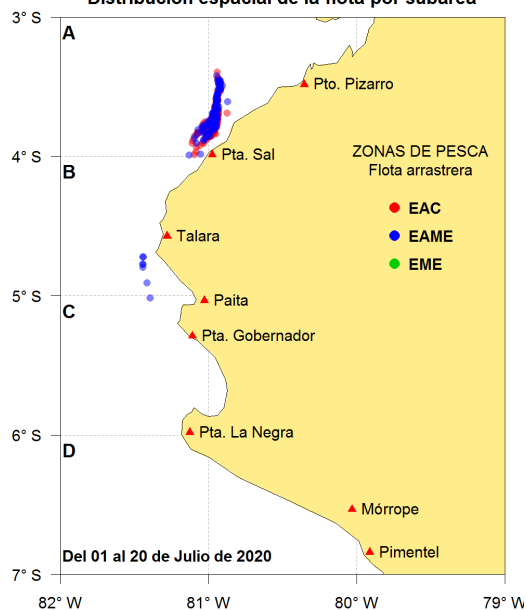 Distribución espacial de la flota por subárea
3° S
A
Pto. Pizarro
ZONAS DE PESCA
Flota arrastrera
4° S
Pta. Sal
B
EAC
Talara
EAME
EME
5° S
Paita
C
Pta. Gobernador
6° S
Pta. La Negra
D
Mórrope
Del 01 al 20 de Julio de 2020
Pimentel
7° S
82° W
81° W
80° W
79° W